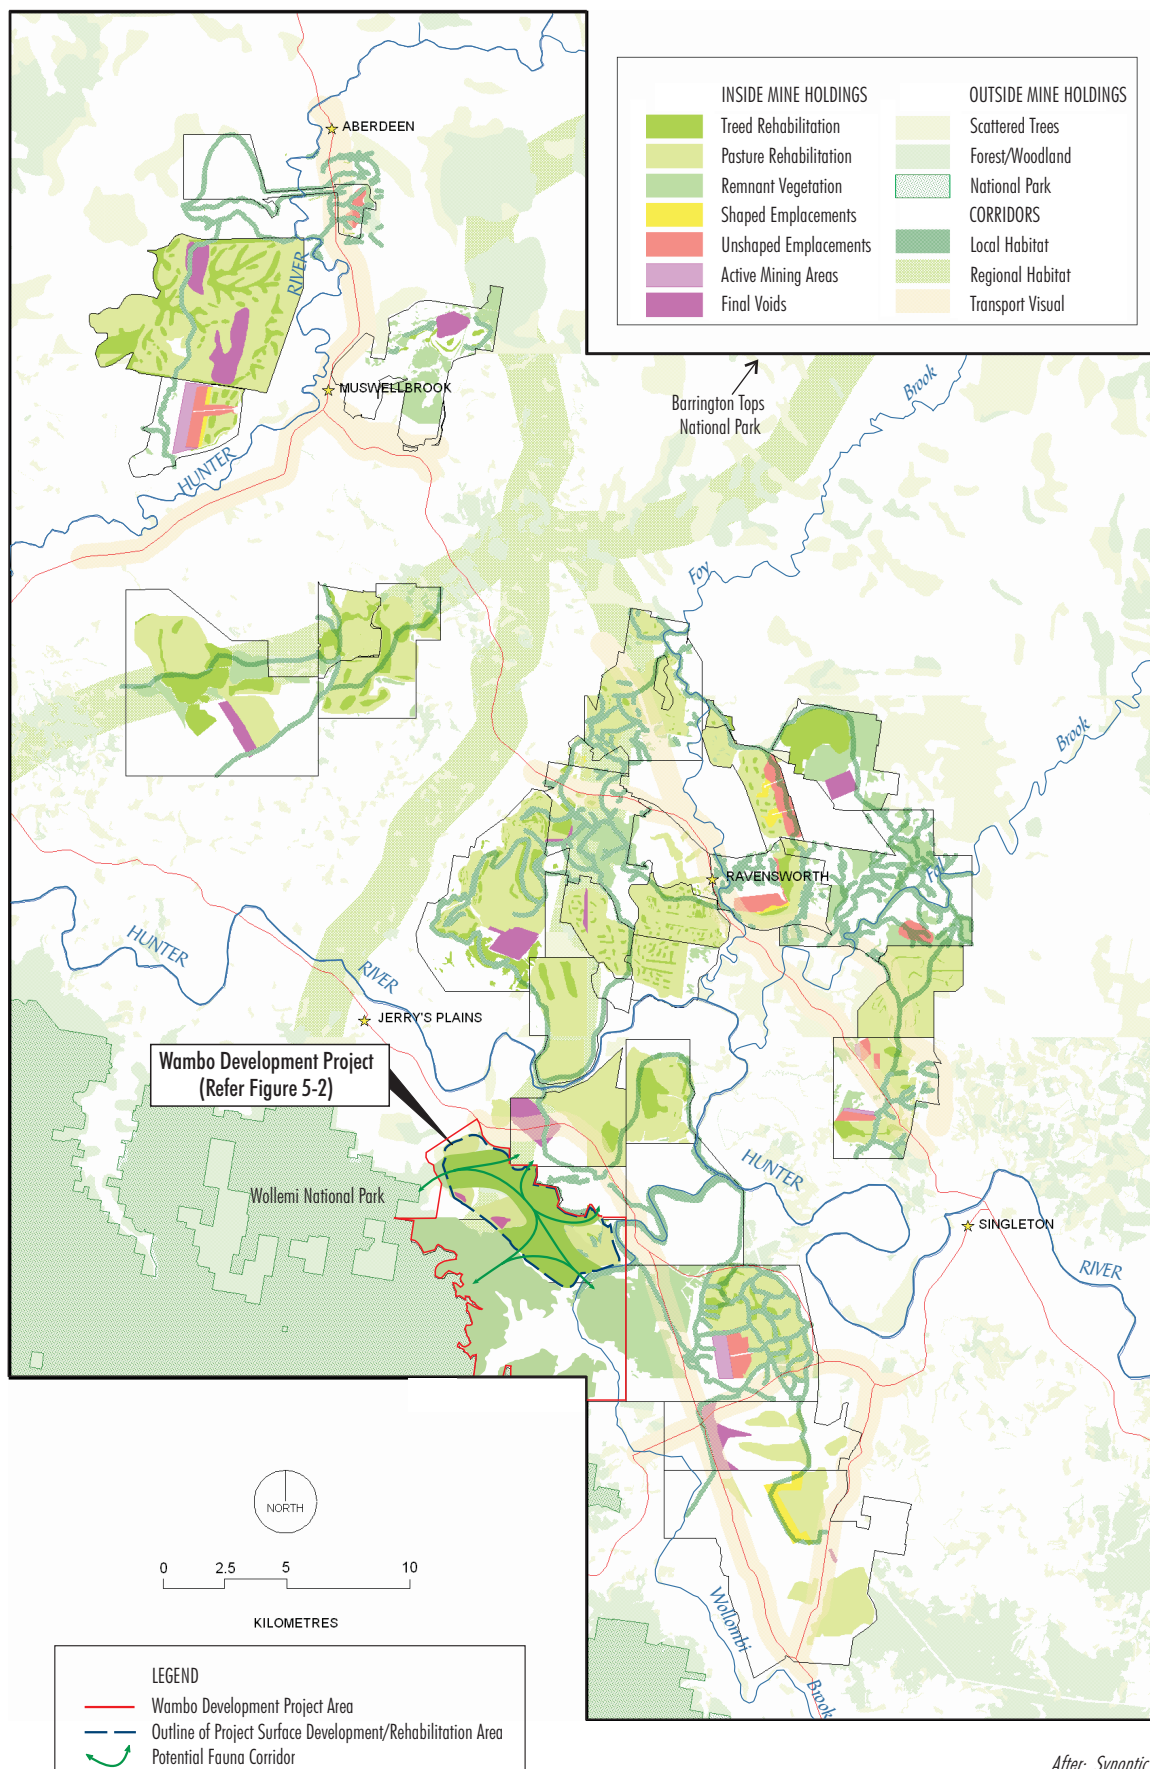 INSIDE MINE HOLDINGS
Treed Rehabilitation
Pasture Rehabilitation
Remnant Vegetation
Shaped Emplacements
Unshaped Emplacements
Active Mining Areas
Final Voids
OUTSIDE MINE HOLDINGS
Scattered Trees
Forest/Woodland
National Park
CORRIDORS
Local Habitat
Regional Habitat
Transport Visual
ABERDEEN
RIVER
MUSWELLBROOK
HUNTER
Barrington Tops
National Park
Brook
Foy
Brook
RAVENSWORTH
Fal
HUNTER
RIVER
JERRY'S PLAINS
Wambo Development Project
(Refer Figure 5-2)
Wollemi National Park
HUNTER
SINGLETON
RIVER
NORTH
0 2.5 5 10
KILOMETRES
Wollombi
Brook
LEGEND
Wambo Development Project Area
Outline of Project Surface Development/Rehabilitation Area
Potential Fauna Corridor
After: Synoptic